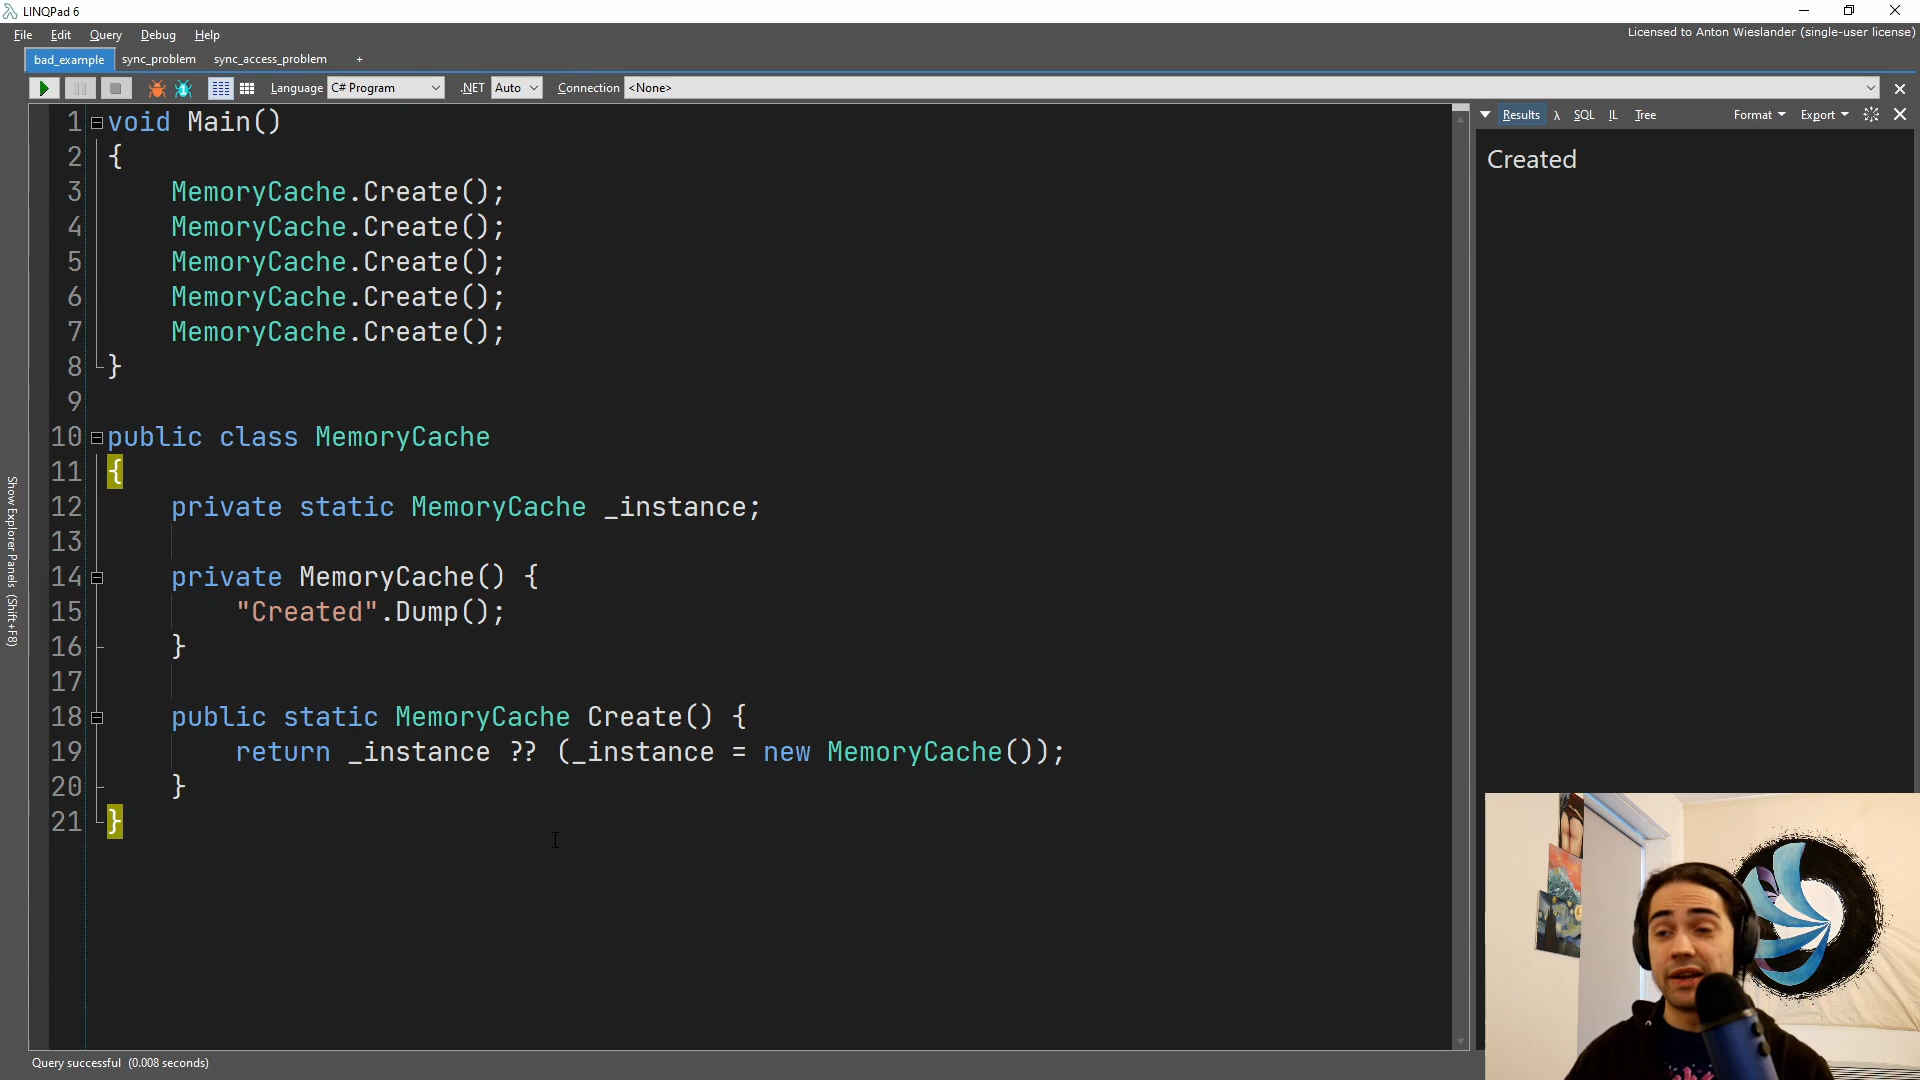 LINQPad 6
File Edit Query Debug Help
Licensed to Anton Wieslander (single-user license)
bad_example sync_problem sync_access_problem +
Language C# Program .NET Auto Connection <None>
Results λ SQL IL Tree Format Export
Created
Show Explorer Panels (Shift+F8)
1 void Main()
2 {
3 MemoryCache.Create();
4 MemoryCache.Create();
5 MemoryCache.Create();
6 MemoryCache.Create();
7 MemoryCache.Create();
8 }
9
10 public class MemoryCache
11 {
12 private static MemoryCache _instance;
13
14 private MemoryCache() {
15 "Created".Dump();
16 }
17
18 public static MemoryCache Create() {
19 return _instance ?? (_instance = new MemoryCache());
20 }
21 }
Query successful (0.008 seconds)